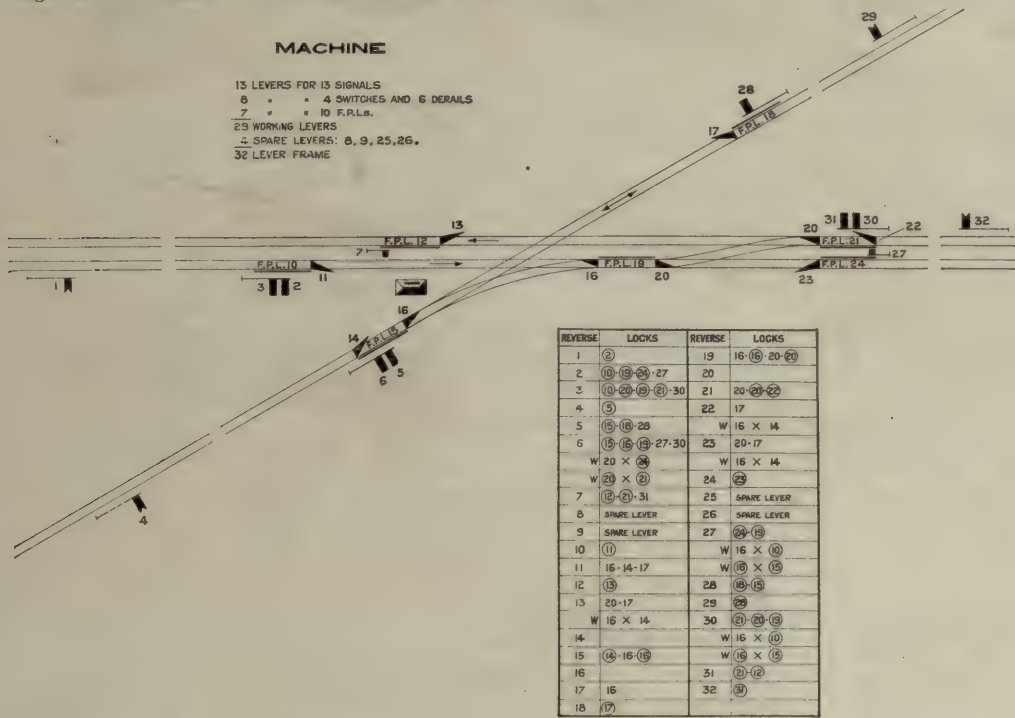 MACHINE
13 LEVERS FOR 13 SIGNALS
8 " " 4 SWITCHES AND 6 DERAILS
7 " " 10 F.P.Ls.
29 WORKING LEVERS
4 SPARE LEVERS: 8, 9, 25, 26.
32 LEVER FRAME
29
28
17
F.P.L. 18
13
F.P.L. 12
7
31 30
22
32
20
F.P.L. 21
27
F.P.L. 10
11
F.P.L. 19
16
20
F.P.L. 24
23
1
3 2
16
14
F.P.L. 15
6 5
4
REVERSE LOCKS REVERSE LOCKS
1 ② 19 16-⑯-20-⑳
2 ⑩-⑲-㉔-27 20
3 ⑩-⑳-⑲-㉑-30 21 20-⑳-㉒
4 ⑤ 22 17
5 ⑮-⑱-28 W 16 X 14
6 ⑮-⑯-⑲-27-30 23 20-17
W 20 X ㉔ W 16 X 14
W ⑳ X ㉑ 24 ㉓
7 ⑫-㉑-31 25 SPARE LEVER
8 SPARE LEVER 26 SPARE LEVER
9 SPARE LEVER 27 ㉔-⑲
10 ⑪ W 16 X ⑩
11 16-14-17 W ⑯ X ⑮
12 ⑬ 28 ⑱-⑮
13 20-17 29 ㉘
W 16 X 14 30 ㉑-⑳-⑲
14 W 16 X ⑩
15 ⑭-16-⑯ W ⑯ X ⑮
16 31 ㉑-⑫
17 16 32 ㉛
18 ⑰